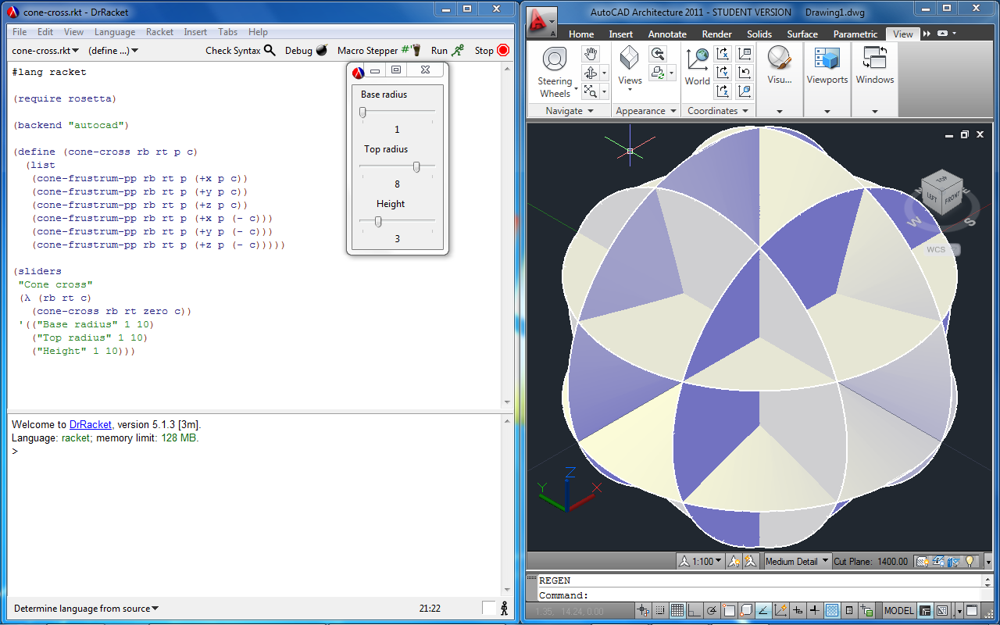 cone-cross.rkt - DrRacket
File Edit View Language Racket Insert Tabs Help
cone-cross.rkt (define ...) Check Syntax Debug Macro Stepper #' Run Stop
#lang racket
(require rosetta)
(backend "autocad")
(define (cone-cross rb rt p c)
(list
(cone-frustrum-pp rb rt p (+x p c))
(cone-frustrum-pp rb rt p (+y p c))
(cone-frustrum-pp rb rt p (+z p c))
(cone-frustrum-pp rb rt p (+x p (- c)))
(cone-frustrum-pp rb rt p (+y p (- c)))
(cone-frustrum-pp rb rt p (+z p (- c)))))
(sliders
"Cone cross"
(λ (rb rt c)
(cone-cross rb rt zero c))
'(("Base radius" 1 10)
("Top radius" 1 10)
("Height" 1 10)))
Base radius
1
Top radius
8
Height
3
Welcome to DrRacket, version 5.1.3 [3m].
Language: racket; memory limit: 128 MB.
>
Determine language from source 21:22
AutoCAD Architecture 2011 - STUDENT VERSION Drawing1.dwg
Home Insert Annotate Render Solids Surface Parametric View
Steering Wheels
Views
World
Visu...
Viewports
Windows
Navigate Appearance Coordinates
TOP
LEFT FRONT
W S E
WCS
Z
Y X
1:100 Medium Detail Cut Plane: 1400.00
REGEN
Command:
1.35, 14.24, 0.00 MODEL